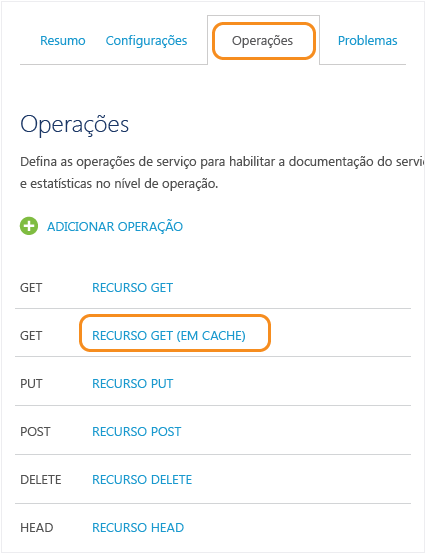 Resumo Configurações Operações Problemas
Operações
Defina as operações de serviço para habilitar a documentação do
e estatísticas no nível de operação.
ADICIONAR OPERAÇÃO
GET RECURSO GET
GET RECURSO GET (EM CACHE)
PUT RECURSO PUT
POST RECURSO POST
DELETE RECURSO DELETE
HEAD RECURSO HEAD